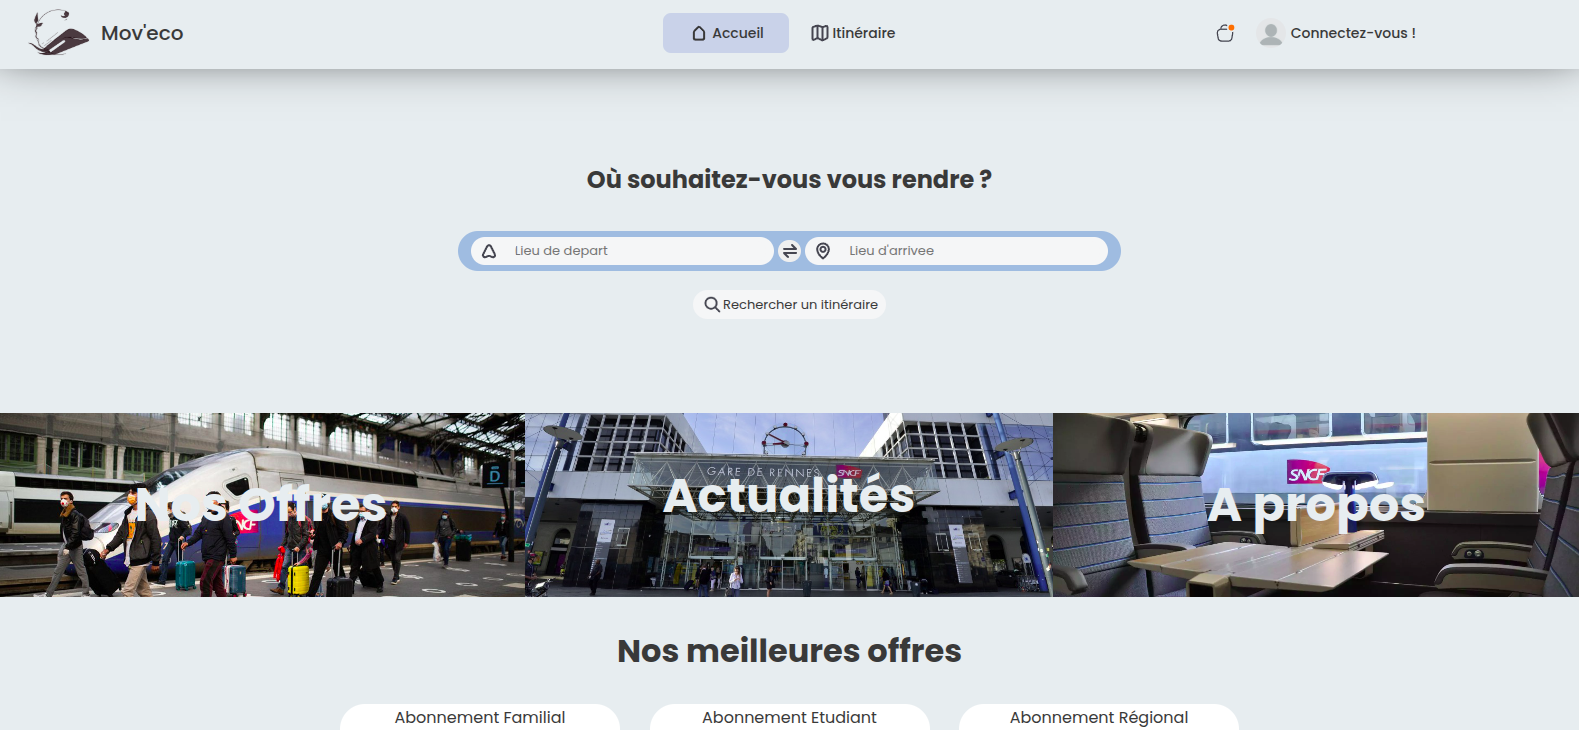 Mov'eco
Accueil
Itinéraire
Connectez-vous !
Où souhaitez-vous vous rendre ?
Lieu de depart
Lieu d'arrivee
Rechercher un itinéraire
D
Nos Offres
GARE DE RENNES SNCF
Actualités
SNCF
A propos
Nos meilleures offres
Abonnement Familial
Abonnement Etudiant
Abonnement Régional